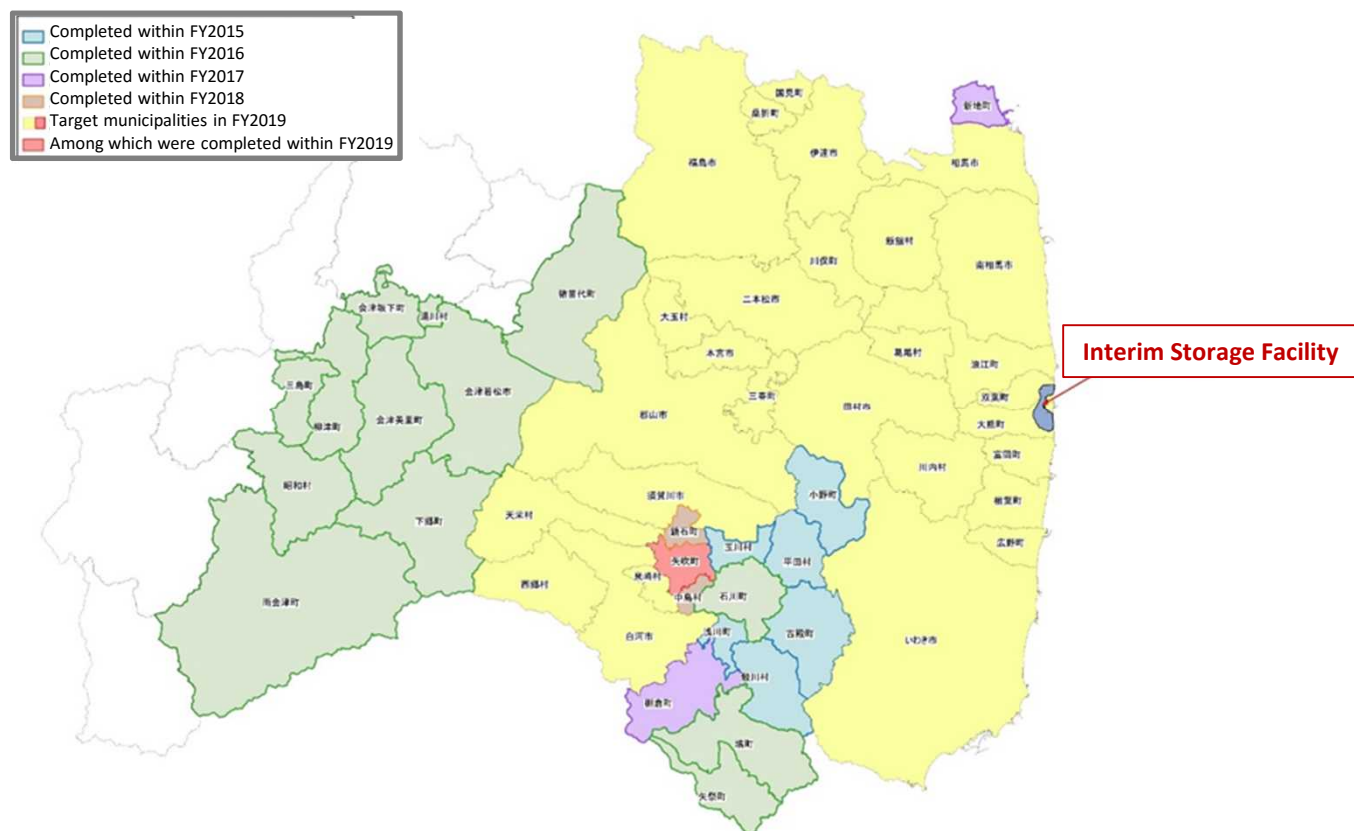 Completed within FY2015
Completed within FY2016
Completed within FY2017
Completed within FY2018
Target municipalities in FY2019
Among which were completed within FY2019
国見町
桑折町
新地町
福島市
伊達市
相馬市
飯舘村
川俣町
南相馬市
猪苗代町
二本松市
会津坂下町
湯川村
大玉村
本宮市
葛尾村
浪江町
Interim Storage Facility
三島町
会津若松市
三春町
双葉町
柳津町
会津美里町
郡山市
田村市
大熊町
富岡町
川内村
昭和村
須賀川市
小野町
楢葉町
天栄村
下郷町
鏡石町
玉川村
広野町
矢吹町
平田村
西郷村
泉崎村
中島村
石川町
南会津町
白河市
浅川町
古殿町
いわき市
鮫川村
棚倉町
塙町
矢祭町